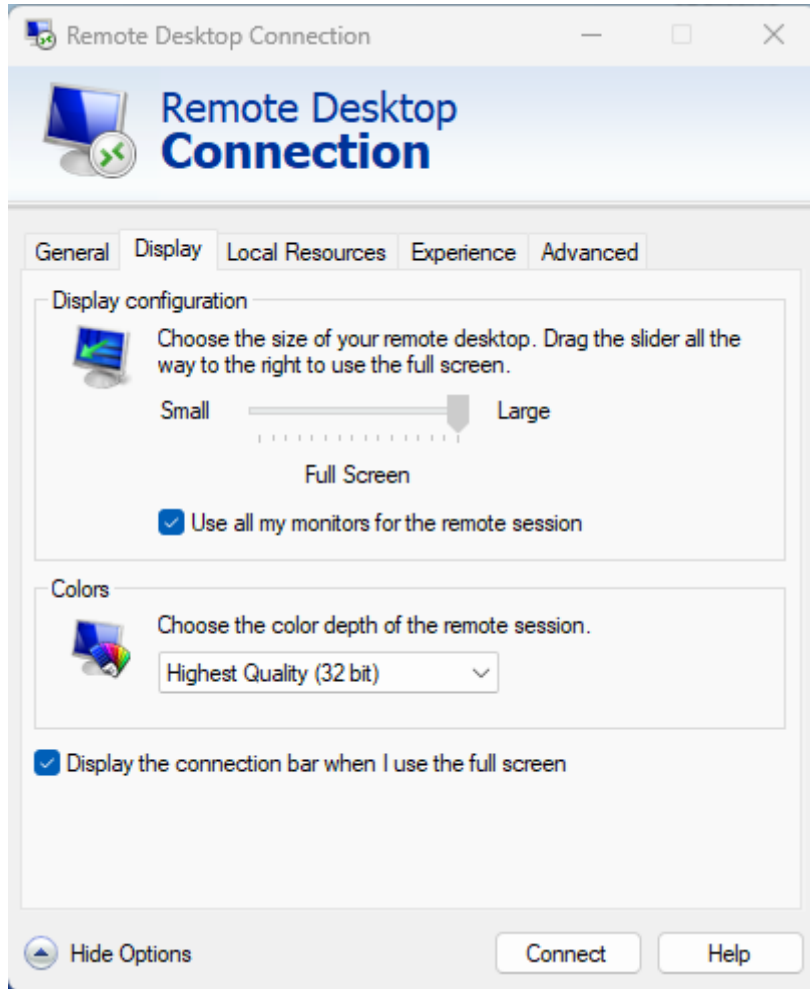 Remote Desktop Connection
Remote Desktop
Connection
General Display Local Resources Experience Advanced
Display configuration
Choose the size of your remote desktop. Drag the slider all the
way to the right to use the full screen.
Small Large
Full Screen
Use all my monitors for the remote session
Colors
Choose the color depth of the remote session.
Highest Quality (32 bit)
Display the connection bar when I use the full screen
Hide Options Connect Help